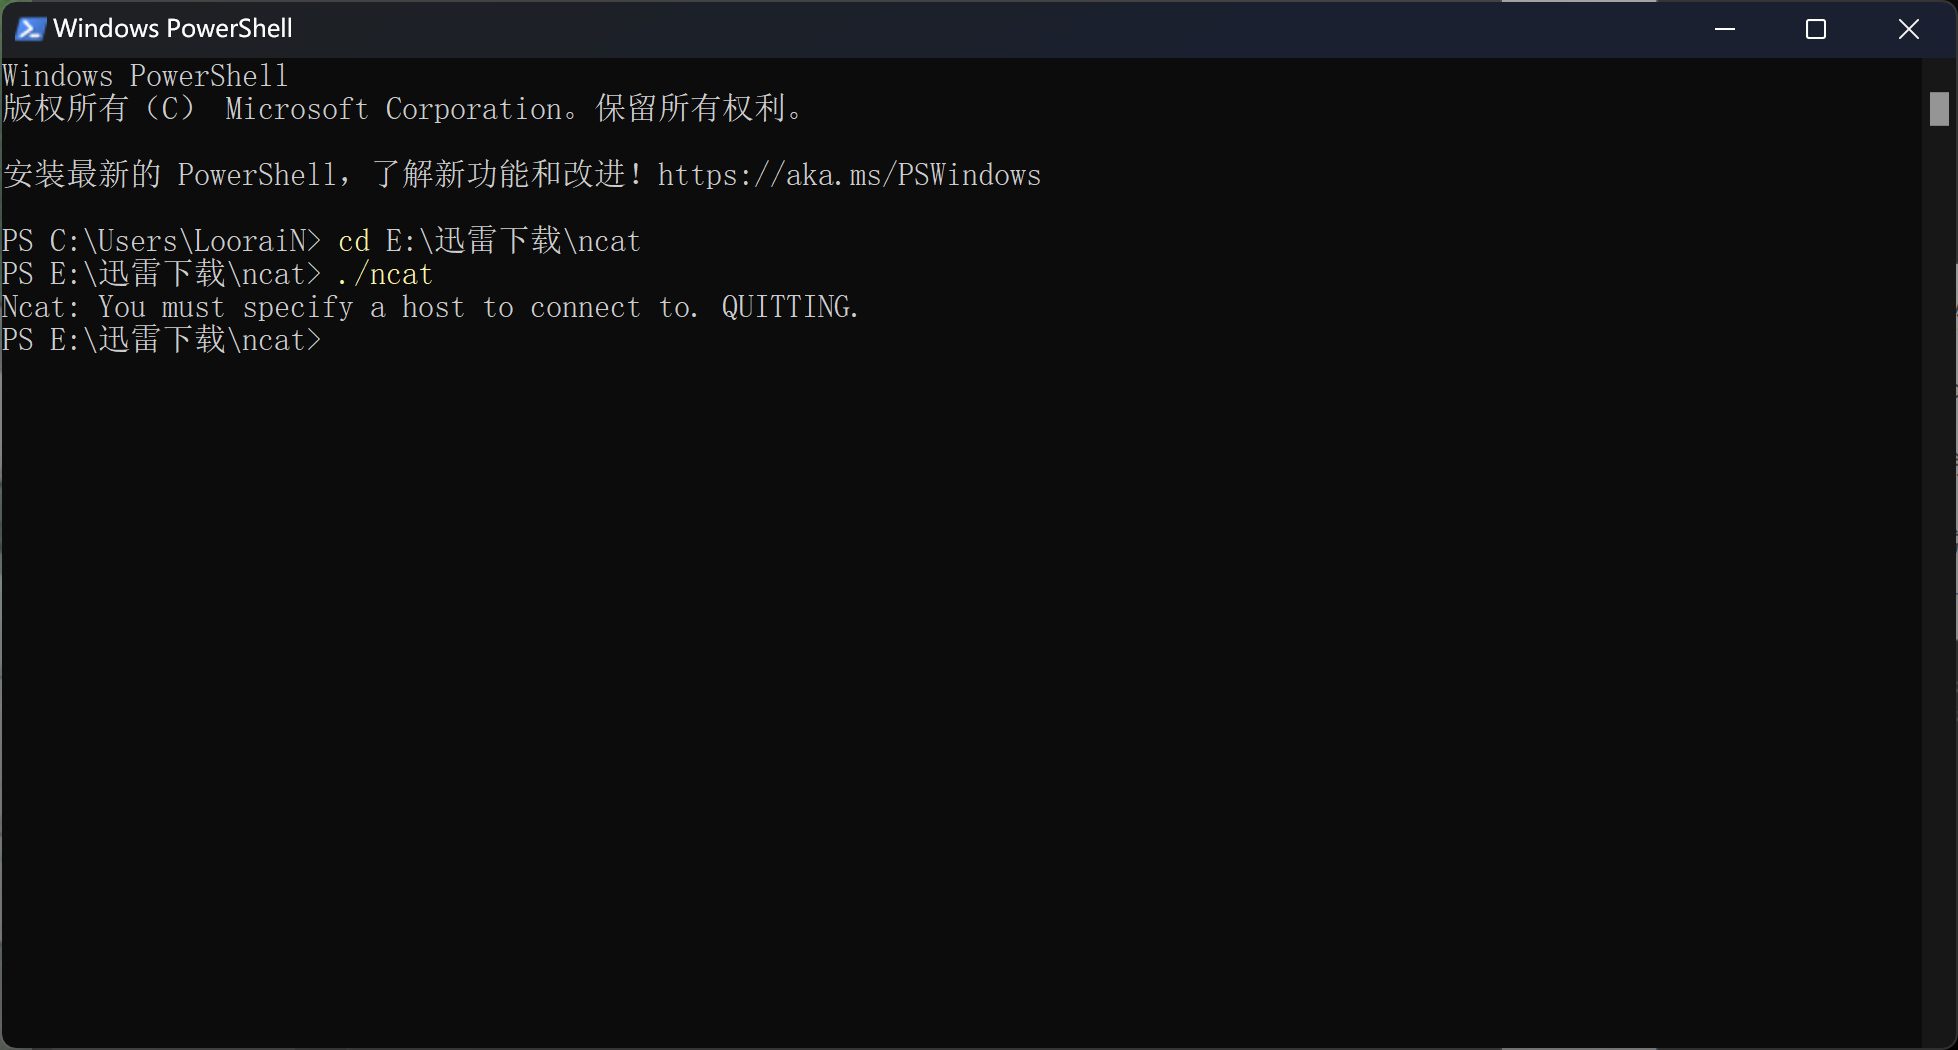 Windows PowerShell
Windows PowerShell
版权所有（C） Microsoft Corporation。保留所有权利。
安装最新的 PowerShell，了解新功能和改进！https://aka.ms/PSWindows
PS C:\Users\LooraiN> cd E:\迅雷下载\ncat
PS E:\迅雷下载\ncat> ./ncat
Ncat: You must specify a host to connect to. QUITTING.
PS E:\迅雷下载\ncat>